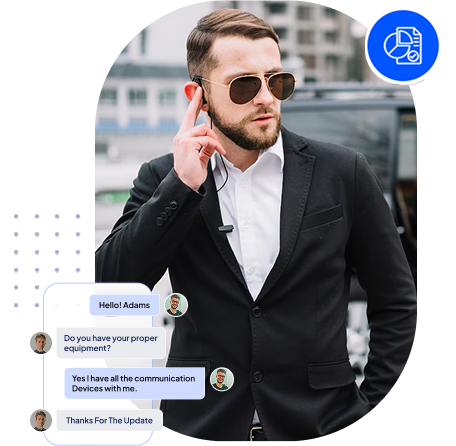 Hello! Adams
Do you have your proper
equipment?
Yes I have all the communication
Devices with me.
Thanks For The Update